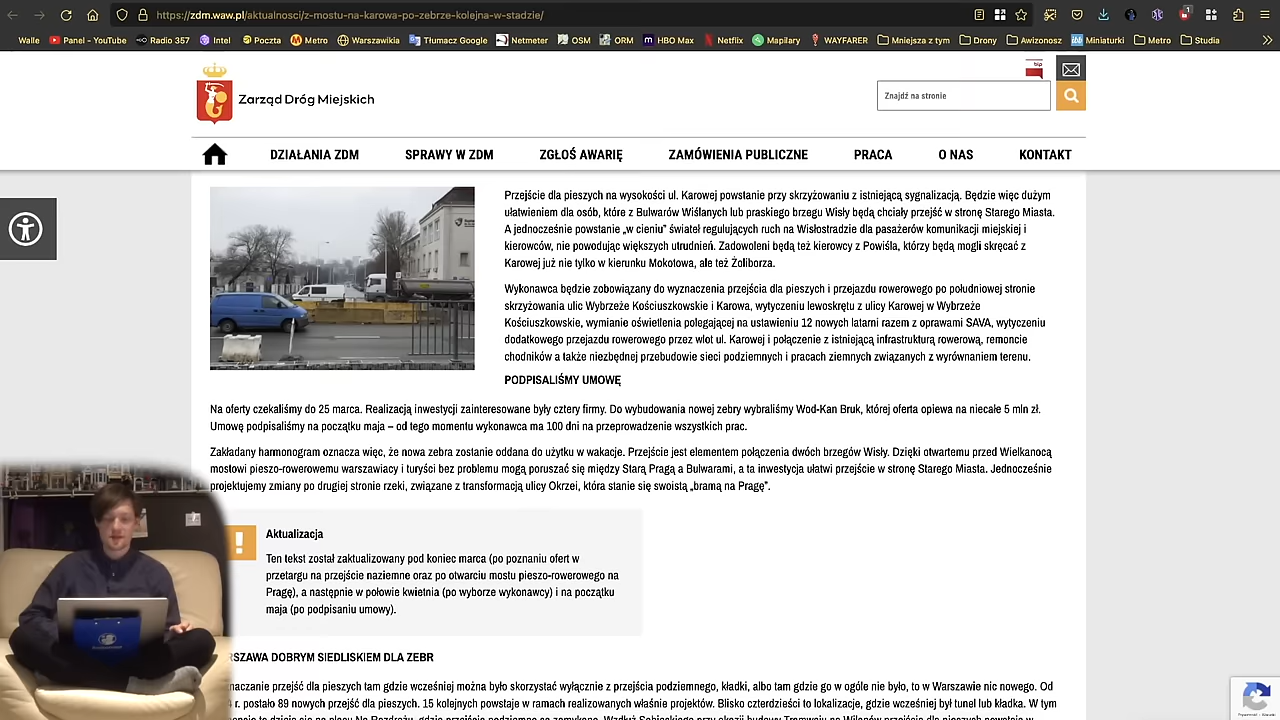 https://zdm.waw.pl/aktualnosci/z-mostu-na-karowa-po-zebrze-kolejna-w-stadzie/
Walle Panel - YouTube Radio 357 Intel Poczta Metro Warszawikia Tłumacz Google Netmeter OSM ORM HBO Max Netflix Mapilary WAYFARER Mniejsza z tym Drony Awizonosz Miniaturki Metro Studia
bip
Zarząd Dróg Miejskich
Znajdź na stronie
DZIAŁANIA ZDM SPRAWY W ZDM ZGŁOŚ AWARIĘ ZAMÓWIENIA PUBLICZNE PRACA O NAS KONTAKT
Przejście dla pieszych na wysokości ul. Karowej powstanie przy skrzyżowaniu z istniejącą sygnalizacją. Będzie więc dużym
ułatwieniem dla osób, które z Bulwarów Wiślanych lub praskiego brzegu Wisły będą chciały przejść w stronę Starego Miasta.
A jednocześnie powstanie „w cieniu” świateł regulujących ruch na Wisłostradzie dla pasażerów komunikacji miejskiej i
kierowców, nie powodując większych utrudnień. Zadowoleni będą też kierowcy z Powiśla, którzy będą mogli skręcać z
Karowej już nie tylko w kierunku Mokotowa, ale też Żoliborza.
Wykonawca będzie zobowiązany do wyznaczenia przejścia dla pieszych i przejazdu rowerowego po południowej stronie
skrzyżowania ulic Wybrzeże Kościuszkowskie i Karowa, wytyczeniu lewoskrętu z ulicy Karowej w Wybrzeże
Kościuszkowskie, wymianie oświetlenia polegającej na ustawieniu 12 nowych latarni razem z oprawami SAVA, wytyczeniu
dodatkowego przejazdu rowerowego przez wlot ul. Karowej i połączenie z istniejącą infrastrukturą rowerową, remoncie
chodników a także niezbędnej przebudowie sieci podziemnych i pracach ziemnych związanych z wyrównaniem terenu.
PODPISALIŚMY UMOWĘ
Na oferty czekaliśmy do 25 marca. Realizacją inwestycji zainteresowane były cztery firmy. Do wybudowania nowej zebry wybraliśmy Wod-Kan Bruk, której oferta opiewa na niecałe 5 mln zł.
Umowę podpisaliśmy na początku maja – od tego momentu wykonawca ma 100 dni na przeprowadzenie wszystkich prac.
Zakładany harmonogram oznacza więc, że nowa zebra zostanie oddana do użytku w wakacje. Przejście jest elementem połączenia dwóch brzegów Wisły. Dzięki otwartemu przed Wielkanocą
mostowi pieszo-rowerowemu warszawiacy i turyści bez problemu mogą poruszać się między Starą Pragą a Bulwarami, a ta inwestycja ułatwi przejście w stronę Starego Miasta. Jednocześnie
projektujemy zmiany po drugiej stronie rzeki, związane z transformacją ulicy Okrzei, która stanie się swoistą „bramą na Pragę”.
Aktualizacja
Ten tekst został zaktualizowany pod koniec marca (po poznaniu ofert w
przetargu na przejście naziemne oraz po otwarciu mostu pieszo-rowerowego na
Pragę), a następnie w połowie kwietnia (po wyborze wykonawcy) i na początku
maja (po podpisaniu umowy).
RSZAWA DOBRYM SIEDLISKIEM DLA ZEBR
naczanie przejść dla pieszych tam gdzie wcześniej można było skorzystać wyłącznie z przejścia podziemnego, kładki, albo tam gdzie go w ogóle nie było, to w Warszawie nic nowego. Od
r. postało 89 nowych przejść dla pieszych. 15 kolejnych powstaje w ramach realizowanych właśnie projektów. Blisko czterdzieści to lokalizacje, gdzie wcześniej był tunel lub kładka. W tym